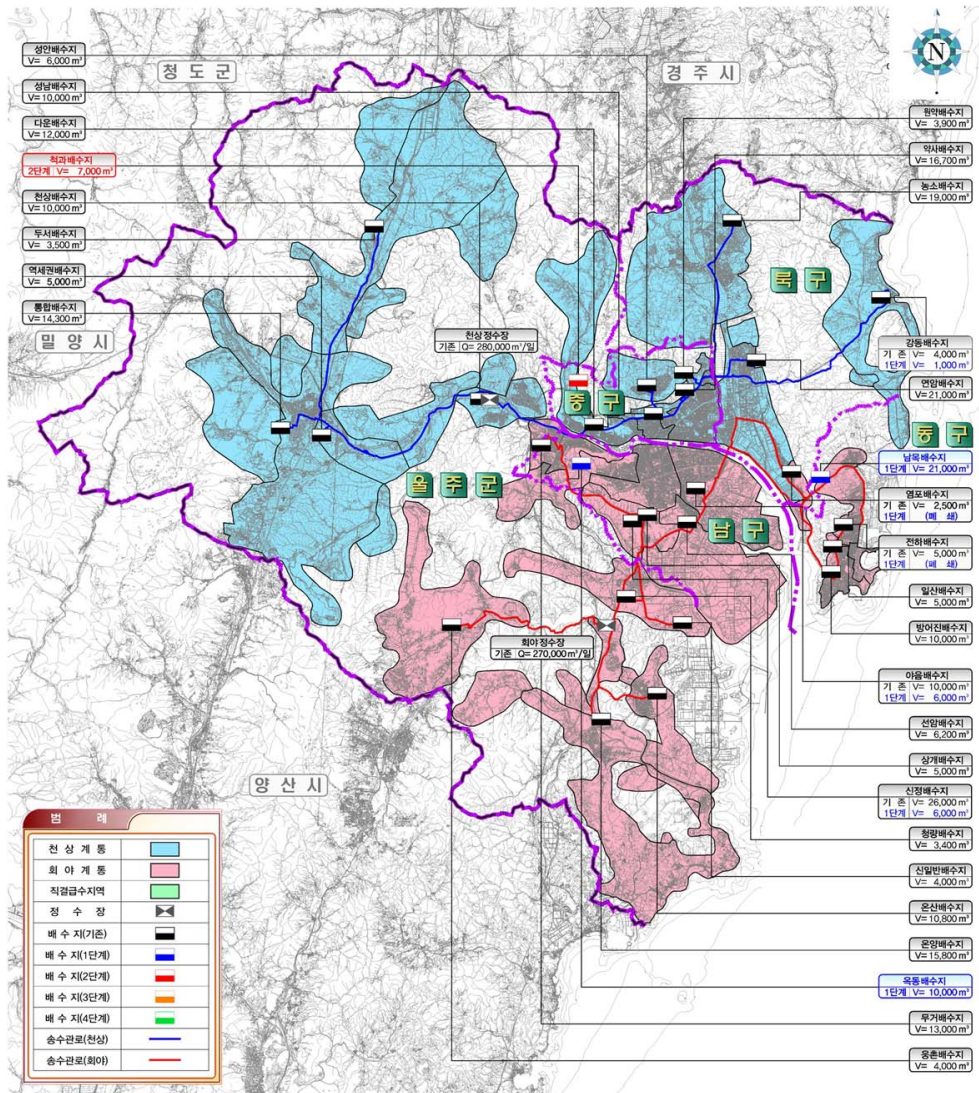 청도군
경주시
N
성안배수지
V= 6,000㎥
성남배수지
V=10,000㎥
다운배수지
V=12,000㎥
척과배수지
2단계 V= 7,000㎥
천상배수지
V=10,000㎥
두서배수지
V= 3,500㎥
역세권배수지
V= 5,000㎥
통합배수지
V=14,300㎥
밀양시
원약배수지
V= 3,900㎥
약사배수지
V=16,700㎥
농소배수지
V=19,000㎥
북구
강동배수지
기 존 V= 4,000㎥
1단계 V= 1,000㎥
연암배수지
V=21,000㎥
천상정수장
기존 Q= 280,000㎥/일
중구
동구
울주군
남구
남목배수지
1단계 V= 21,000㎥
염포배수지
기 존 V= 2,500㎥
1단계 (폐 쇄)
전하배수지
기 존 V= 5,000㎥
1단계 (폐 쇄)
일산배수지
V= 5,000㎥
방어진배수지
V=10,000㎥
회야정수장
기존 Q=270,000㎥/일
야음배수지
기 존 V=10,000㎥
1단계 V= 6,000㎥
선암배수지
V= 6,200㎥
상개배수지
V= 5,000㎥
신정배수지
기 존 V= 26,000㎥
1단계 V= 6,000㎥
청량배수지
V= 3,400㎥
신일반배수지
V= 4,000㎥
온산배수지
V=10,800㎥
온양배수지
V=15,800㎥
옥동배수지
1단계 V= 10,000㎥
무거배수지
V=13,000㎥
웅촌배수지
V= 4,000㎥
양산시
범 례
천 상 계 통
회 야 계 통
직결급수지역
정 수 장
배 수 지(기존)
배 수 지(1단계)
배 수 지(2단계)
배 수 지(3단계)
배 수 지(4단계)
송수관로(천상)
송수관로(회야)